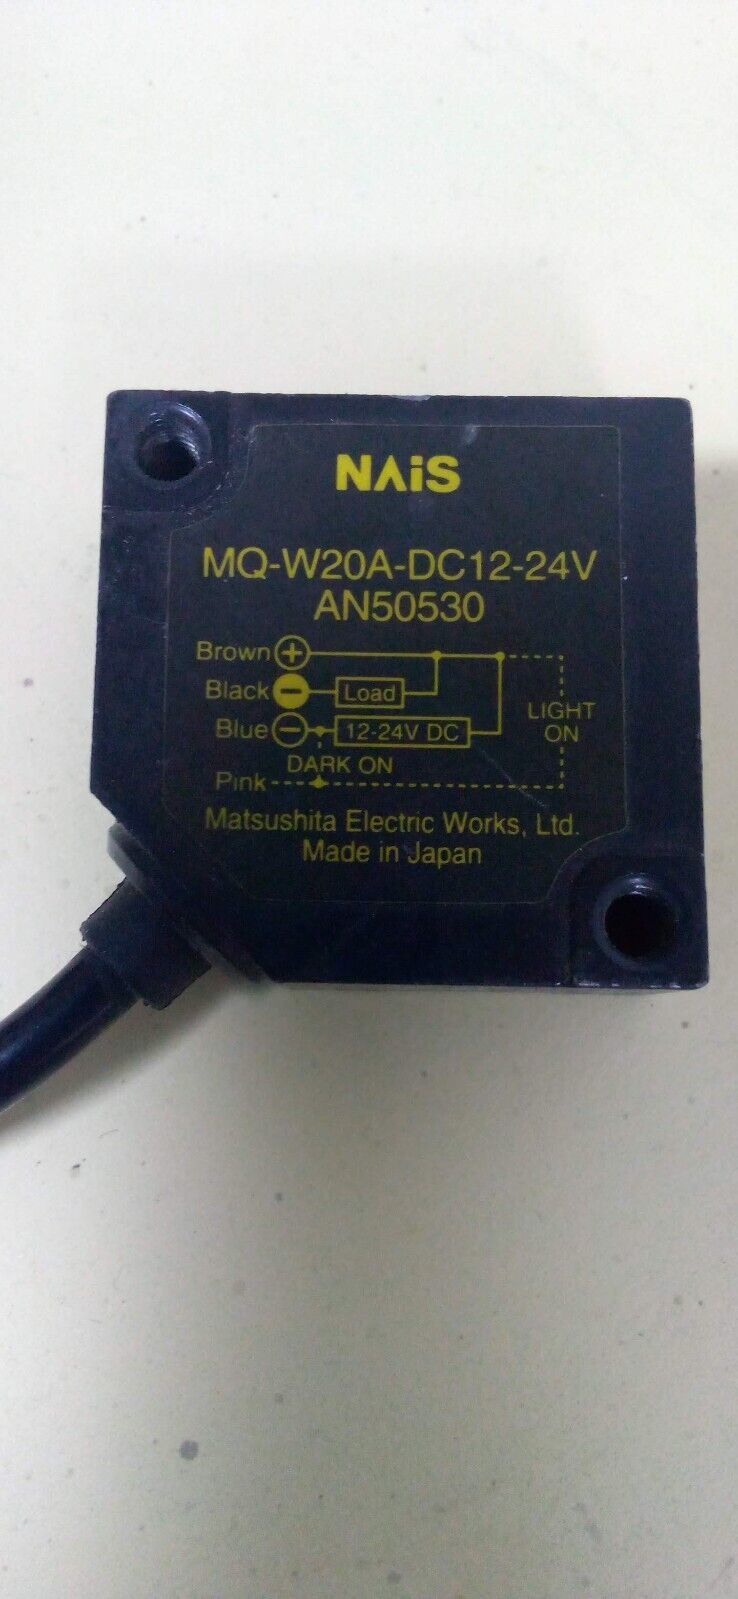 NAiS
MQ-W20A-DC12-24V
AN50530
Brown +
Black - Load
LIGHT
Blue - 12-24V DC ON
DARK ON
Pink
Matsushita Electric Works, Ltd.
Made in Japan